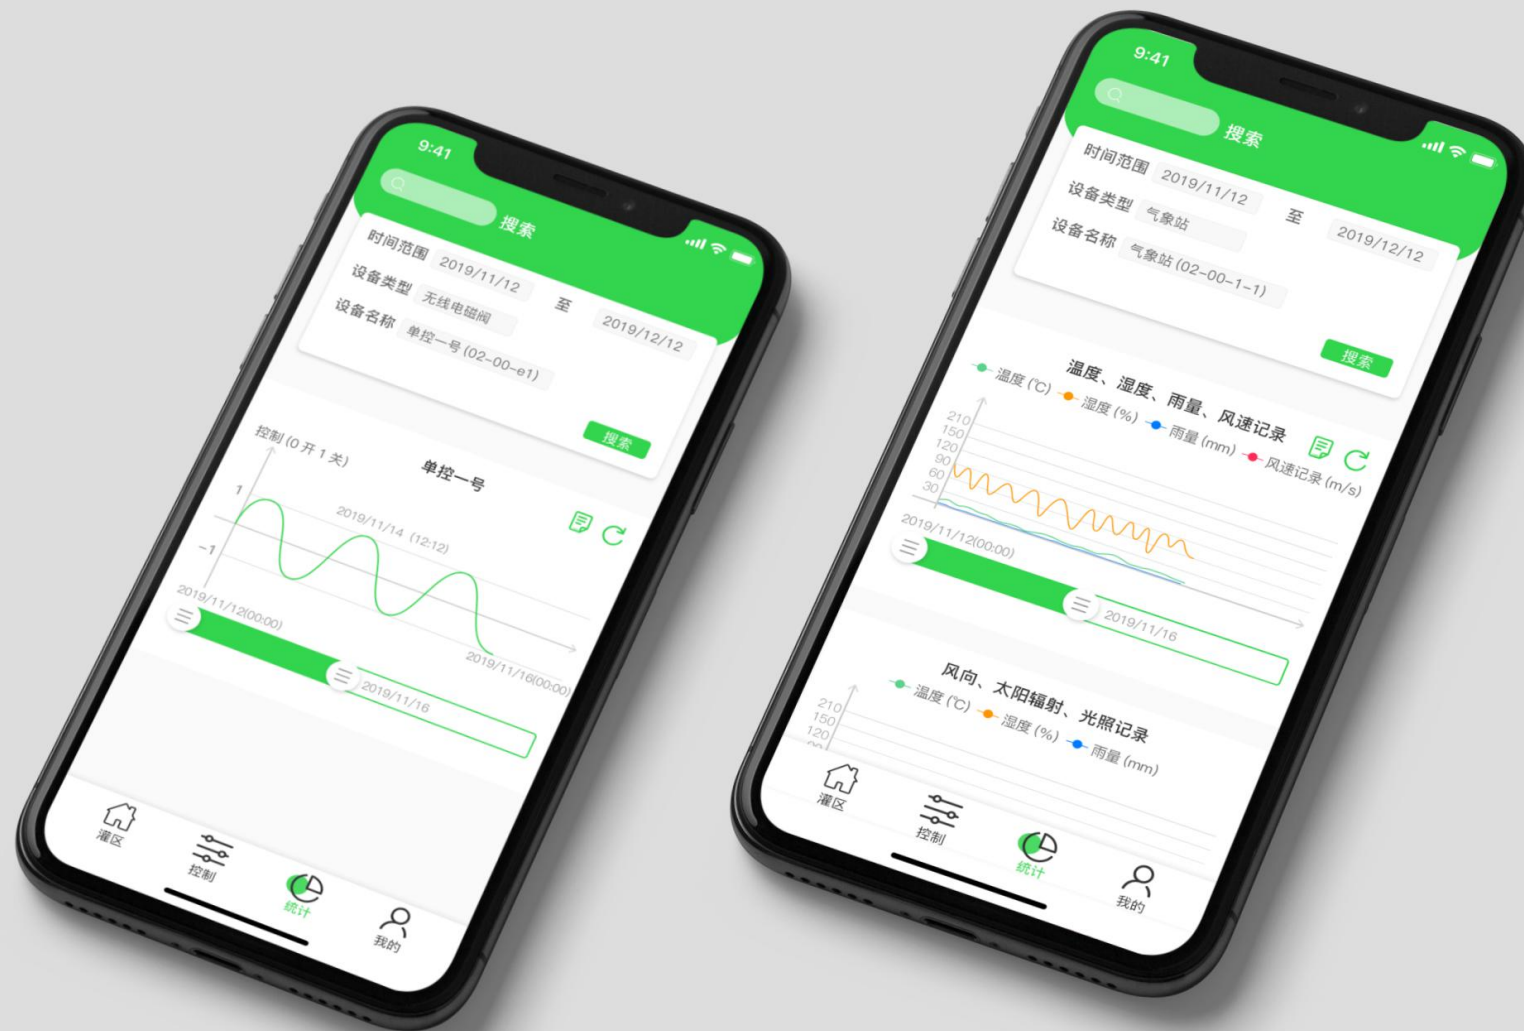 9:41
搜索
时间范围 2019/11/12 至 2019/12/12
设备类型 无线电磁阀
设备名称 单控一号 (02-00-e1)
搜索
控制 (0 开 1 关)
单控一号
1
2019/11/14 (12:12)
-1
2019/11/12(00:00)
2019/11/16(00:00)
2019/11/16
灌区
控制
统计
我的
9:41
搜索
时间范围 2019/11/12 至 2019/12/12
设备类型 气象站
设备名称 气象站 (02-00-1-1)
搜索
温度、湿度、雨量、风速记录
温度 (℃) 湿度 (%) 雨量 (mm) 风速记录 (m/s)
210
150
120
90
60
30
2019/11/12(00:00)
2019/11/16
风向、太阳辐射、光照记录
温度 (℃) 湿度 (%) 雨量 (mm)
210
150
120
灌区
控制
统计
我的